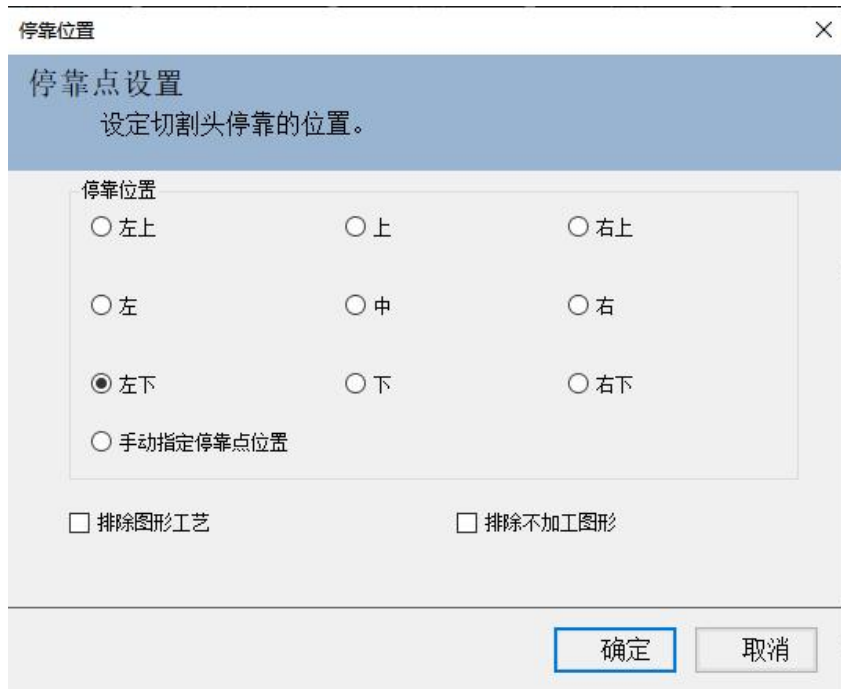 停靠位置
停靠点设置
设定切割头停靠的位置。
停靠位置
左上 上 右上
左 中 右
左下 下 右下
手动指定停靠点位置
排除图形工艺 排除不加工图形
确定 取消